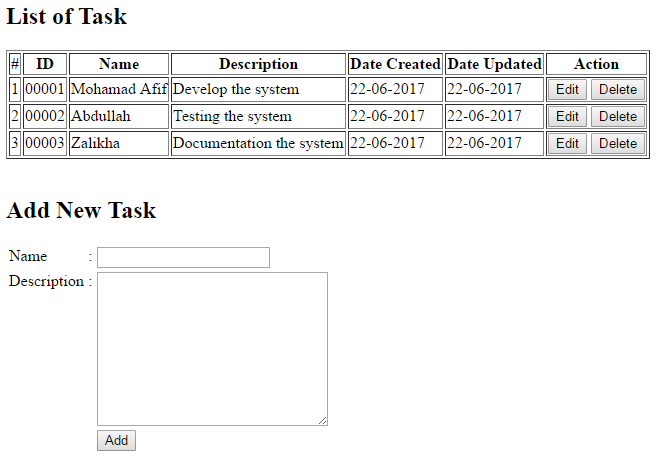 List of Task
# ID Name Description Date Created Date Updated Action
1 00001 Mohamad Afif Develop the system 22-06-2017 22-06-2017 Edit Delete
2 00002 Abdullah Testing the system 22-06-2017 22-06-2017 Edit Delete
3 00003 Zalikha Documentation the system 22-06-2017 22-06-2017 Edit Delete
Add New Task
Name :
Description :
Add